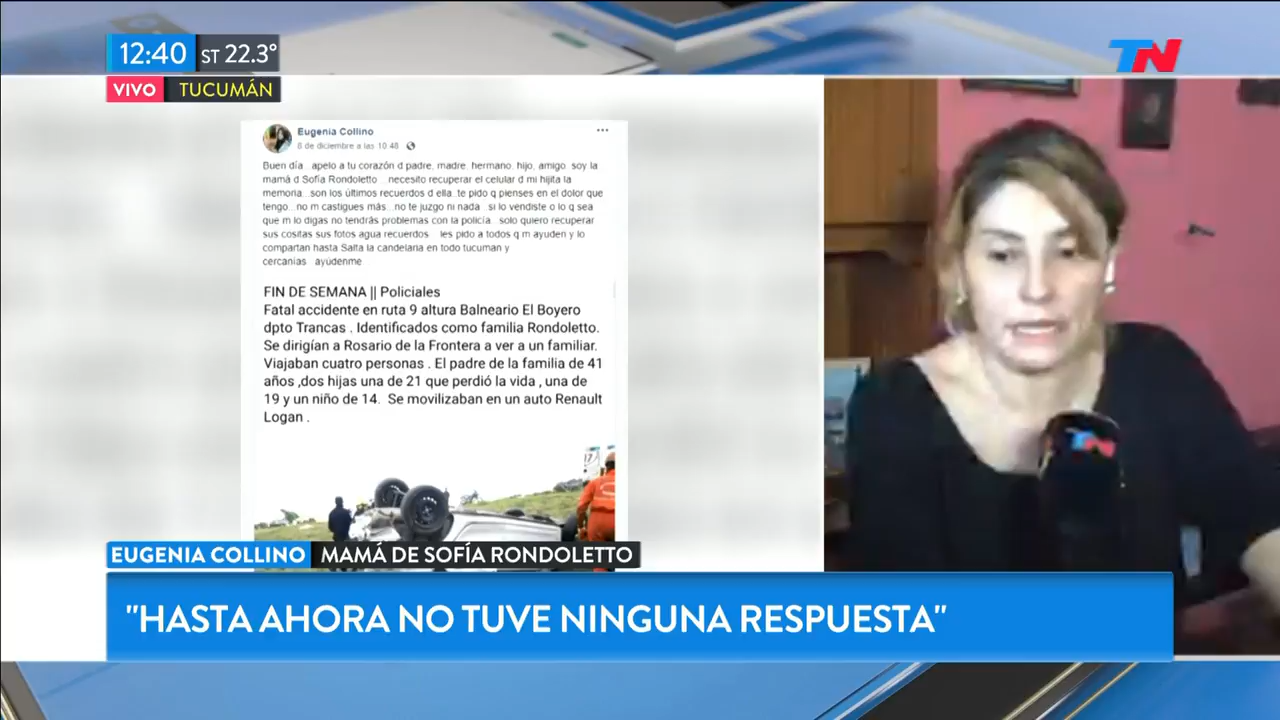 12:40 ST 22.3°
VIVO TUCUMÁN
TN
Eugenia Collino
8 de diciembre a las 10:48
Buen día.. apelo a tu corazón d padre, madre, hermano, hijo, amigo..soy la
mamá d Sofía Rondoletto....necesito recuperar el celular d mi hijita la
memoria...son los últimos recuerdos d ella..te pido q pienses en el dolor que
tengo...no m castigues más...no te juzgo ni nada...si lo vendiste o lo q sea
que m lo digas no tendrás problemas con la policía...solo quiero recuperar
sus cositas sus fotos agua recuerdos.... les pido a todos q m ayuden y lo
compartan hasta Salta la candelaria en todo tucuman y
cercanías...ayúdenme
FIN DE SEMANA || Policiales
Fatal accidente en ruta 9 altura Balneario El Boyero
dpto Trancas . Identificados como familia Rondoletto.
Se dirigían a Rosario de la Frontera a ver a un familiar.
Viajaban cuatro personas . El padre de la familia de 41
años ,dos hijas una de 21 que perdió la vida , una de
19 y un niño de 14. Se movilizaban en un auto Renault
Logan .
TN
EUGENIA COLLINO MAMÁ DE SOFÍA RONDOLETTO
"HASTA AHORA NO TUVE NINGUNA RESPUESTA"